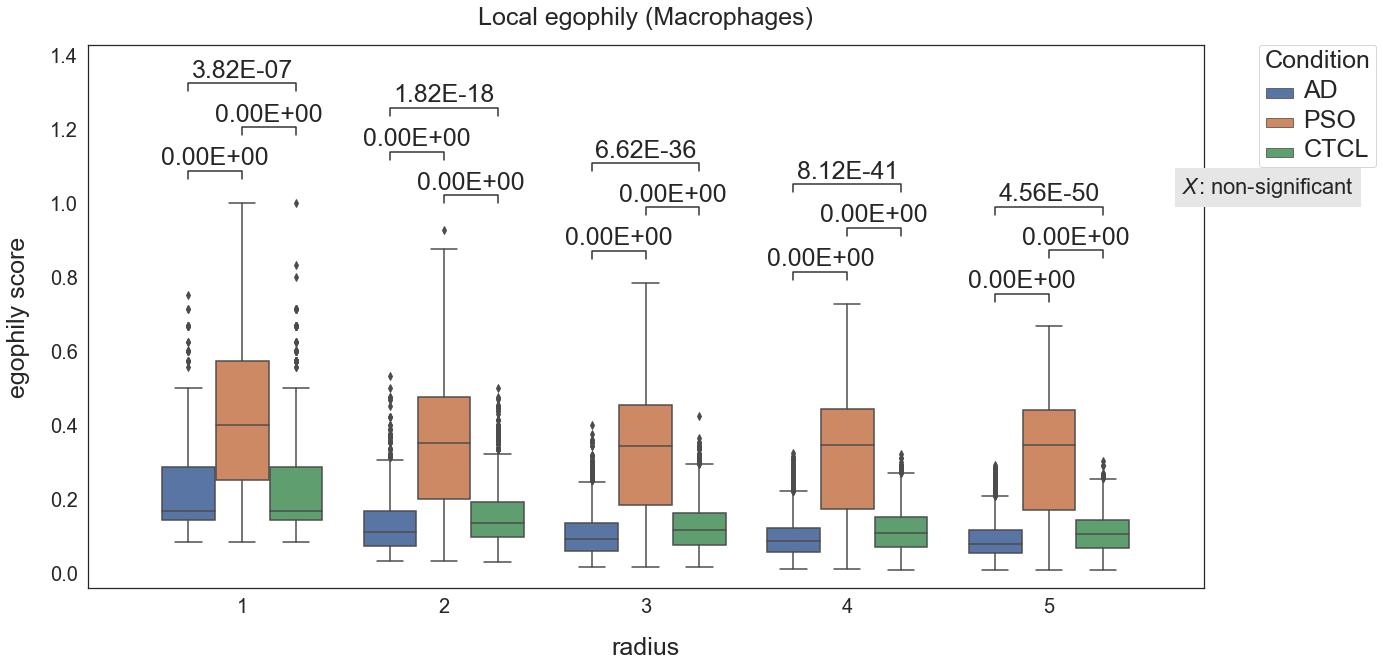 Local egophily (Macrophages)
egophily score
1.4
1.2
1.0
0.8
0.6
0.4
0.2
0.0
3.82E-07
0.00E+00
0.00E+00
1.82E-18
0.00E+00
0.00E+00
6.62E-36
0.00E+00
0.00E+00
8.12E-41
0.00E+00
0.00E+00
4.56E-50
0.00E+00
0.00E+00
1
2
3
4
5
radius
Condition
AD
PSO
CTCL
X: non-significant